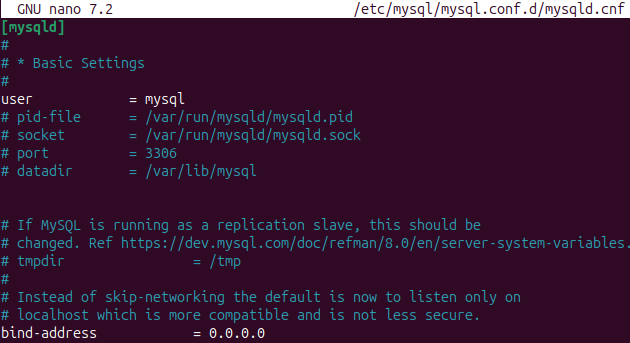 GNU nano 7.2 /etc/mysql/mysql.conf.d/mysqld.cnf
[mysqld]
#
# * Basic Settings
#
user = mysql
# pid-file = /var/run/mysqld/mysqld.pid
# socket = /var/run/mysqld/mysqld.sock
# port = 3306
# datadir = /var/lib/mysql
# If MySQL is running as a replication slave, this should be
# changed. Ref https://dev.mysql.com/doc/refman/8.0/en/server-system-variables.
# tmpdir = /tmp
#
# Instead of skip-networking the default is now to listen only on
# localhost which is more compatible and is not less secure.
bind-address = 0.0.0.0